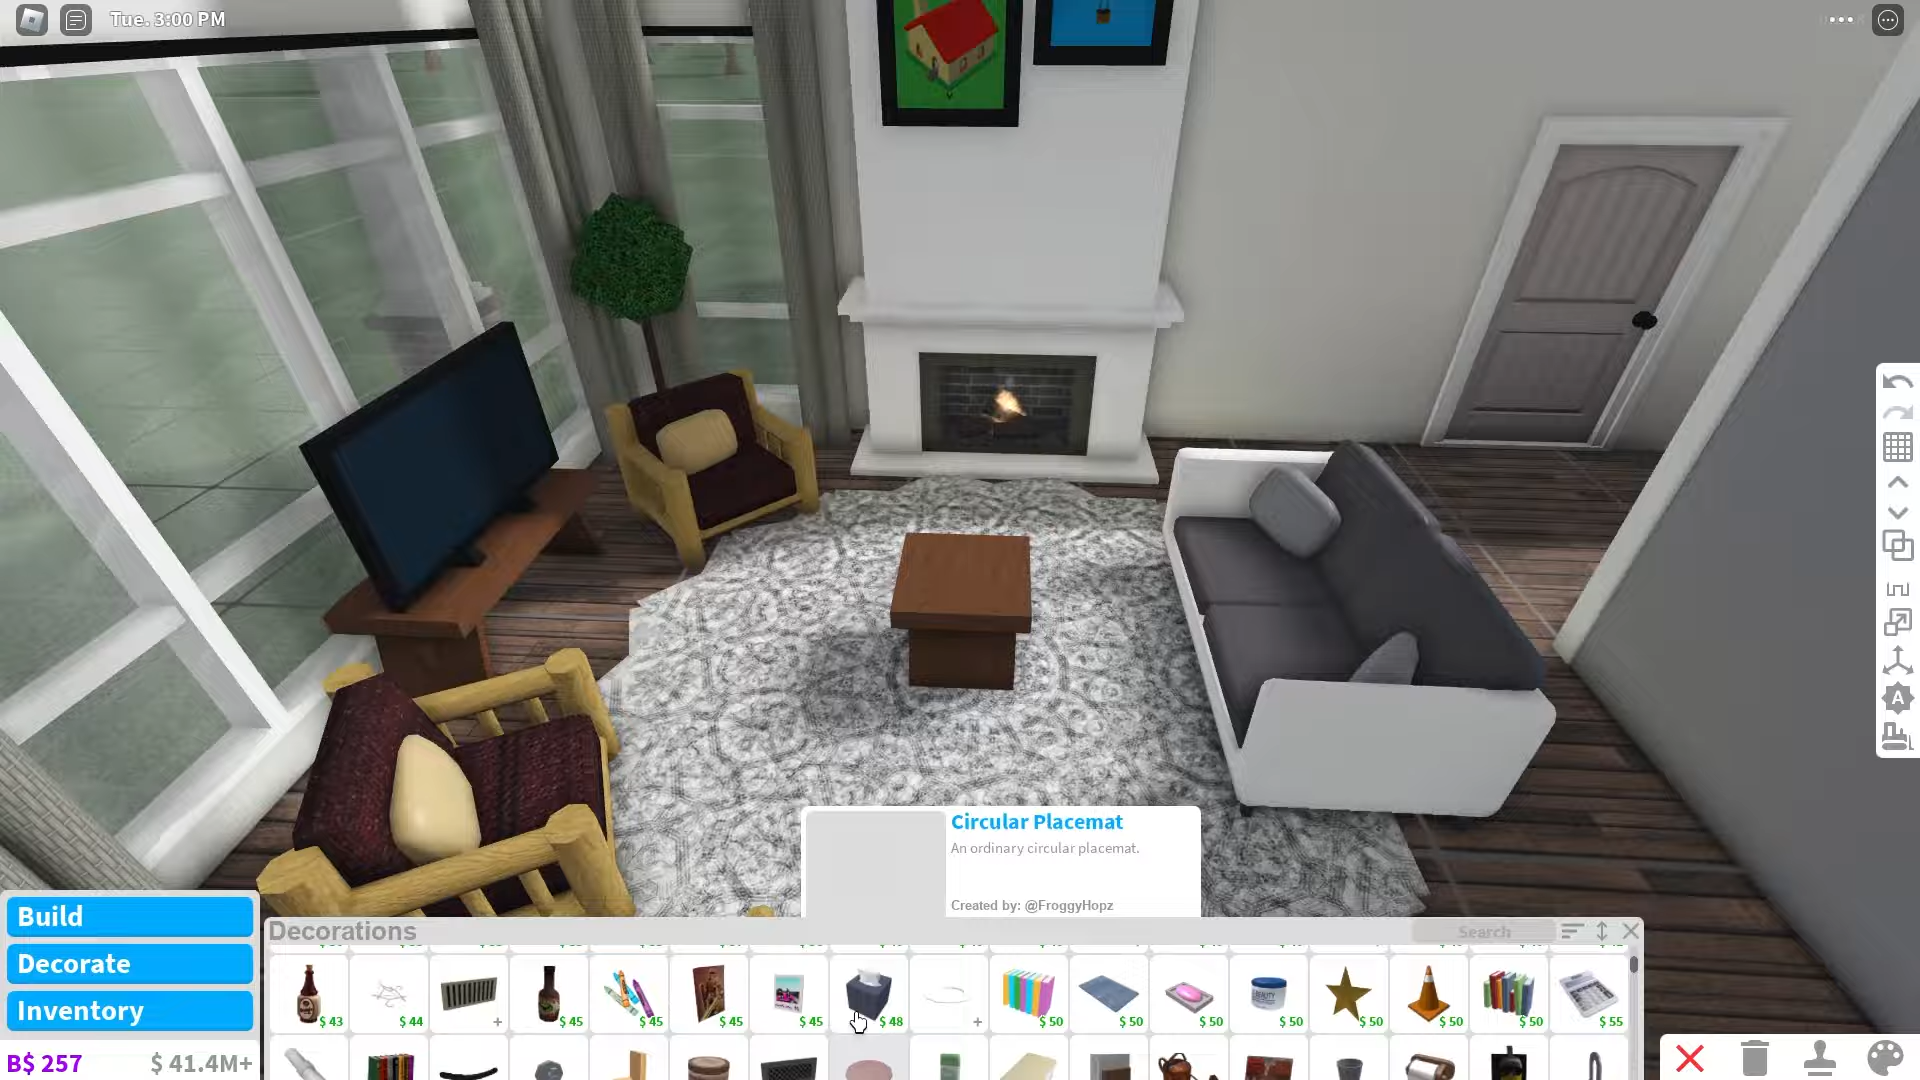 Tue. 3:00 PM
A
Circular Placemat
An ordinary circular placemat.
Created by: @FroggyHopz
Build
Decorate
Inventory
B$ 257
$ 41.4M+
Decorations
Search
$ 43
$ 44
+
$ 45
$ 45
$ 45
$ 45
$ 48
+
$ 50
$ 50
$ 50
$ 50
$ 50
$ 50
$ 50
$ 55